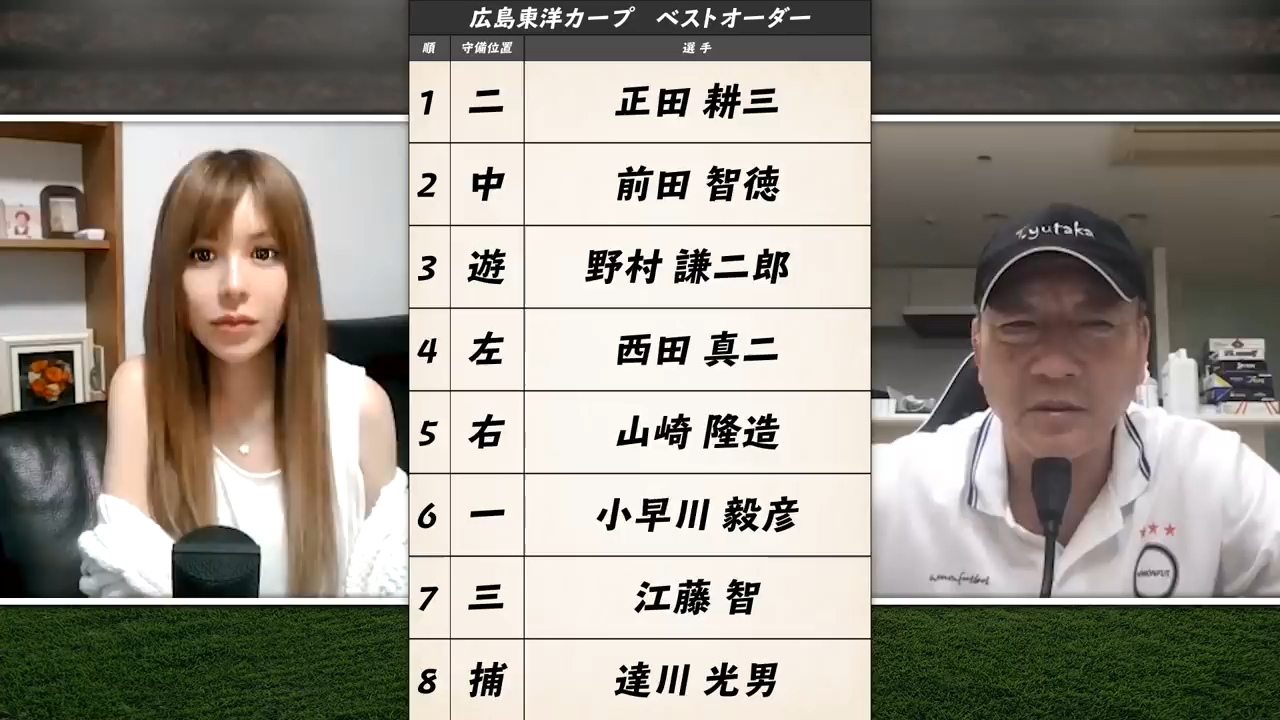 広島東洋カープ ベストオーダー
順 守備位置 選手
1 二 正田 耕三
2 中 前田 智徳
3 遊 野村 謙二郎
4 左 西田 真二
5 右 山崎 隆造
6 一 小早川 毅彦
7 三 江藤 智
8 捕 達川 光男
yutaka